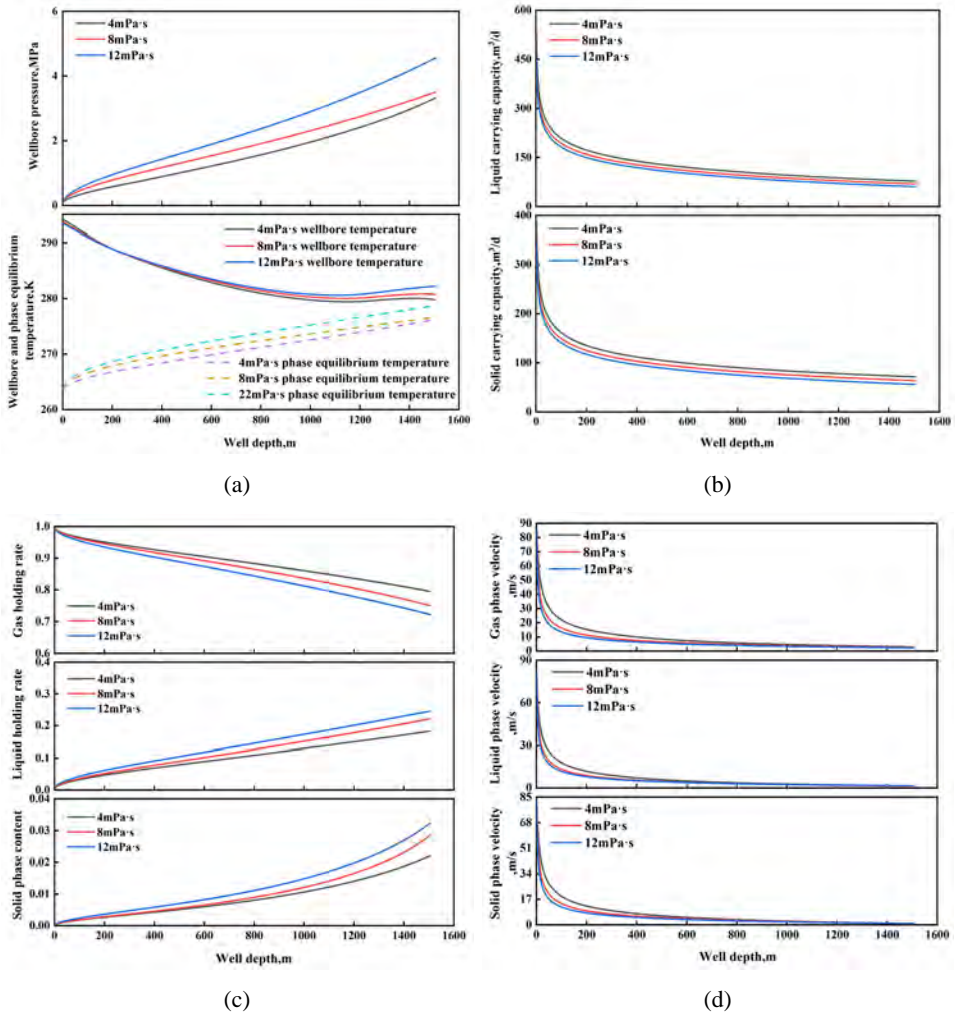 6
4
2
0
Wellbore pressure,MPa
4mPa·s
8mPa·s
12mPa·s
290
280
270
260
Wellbore and phase equilibrium
temperature,K
4mPa·s wellbore temperature
8mPa·s wellbore temperature
12mPa·s wellbore temperature
4mPa·s phase equilibrium temperature
8mPa·s phase equilibrium temperature
22mPa·s phase equilibrium temperature
0 200 400 600 800 1000 1200 1400 1600
Well depth,m
(a)
600
450
300
150
0
Liquid carrying capacity,m³/d
4mPa·s
8mPa·s
12mPa·s
400
300
200
100
0
Solid carrying capacity,m³/d
4mPa·s
8mPa·s
12mPa·s
0 200 400 600 800 1000 1200 1400 1600
Well depth,m
(b)
1.0
0.9
0.8
0.7
0.6
Gas holding rate
4mPa·s
8mPa·s
12mPa·s
0.4
0.3
0.2
0.1
0.0
Liquid holding rate
4mPa·s
8mPa·s
12mPa·s
0.04
0.03
0.02
0.01
0.00
Solid phase content
4mPa·s
8mPa·s
12mPa·s
0 200 400 600 800 1000 1200 1400 1600
Well depth,m
(c)
90
80
70
60
50
40
30
20
10
0
Gas phase velocity
,m/s
4mPa·s
8mPa·s
12mPa·s
90
60
30
0
Liquid phase velocity
,m/s
4mPa·s
8mPa·s
12mPa·s
85
68
51
34
17
0
Solid phase velocity
,m/s
4mPa·s
8mPa·s
12mPa·s
0 200 400 600 800 1000 1200 1400 1600
Well depth,m
(d)